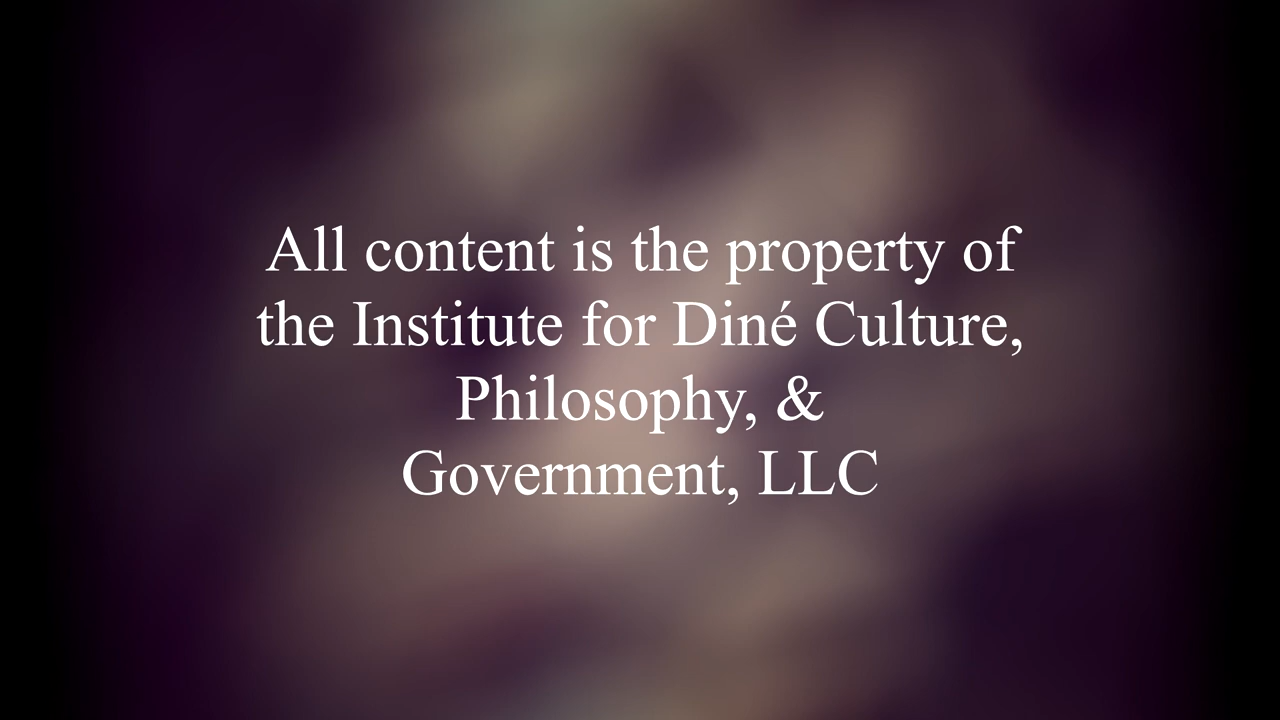 All content is the property of
the Institute for Diné Culture,
Philosophy, &
Government, LLC